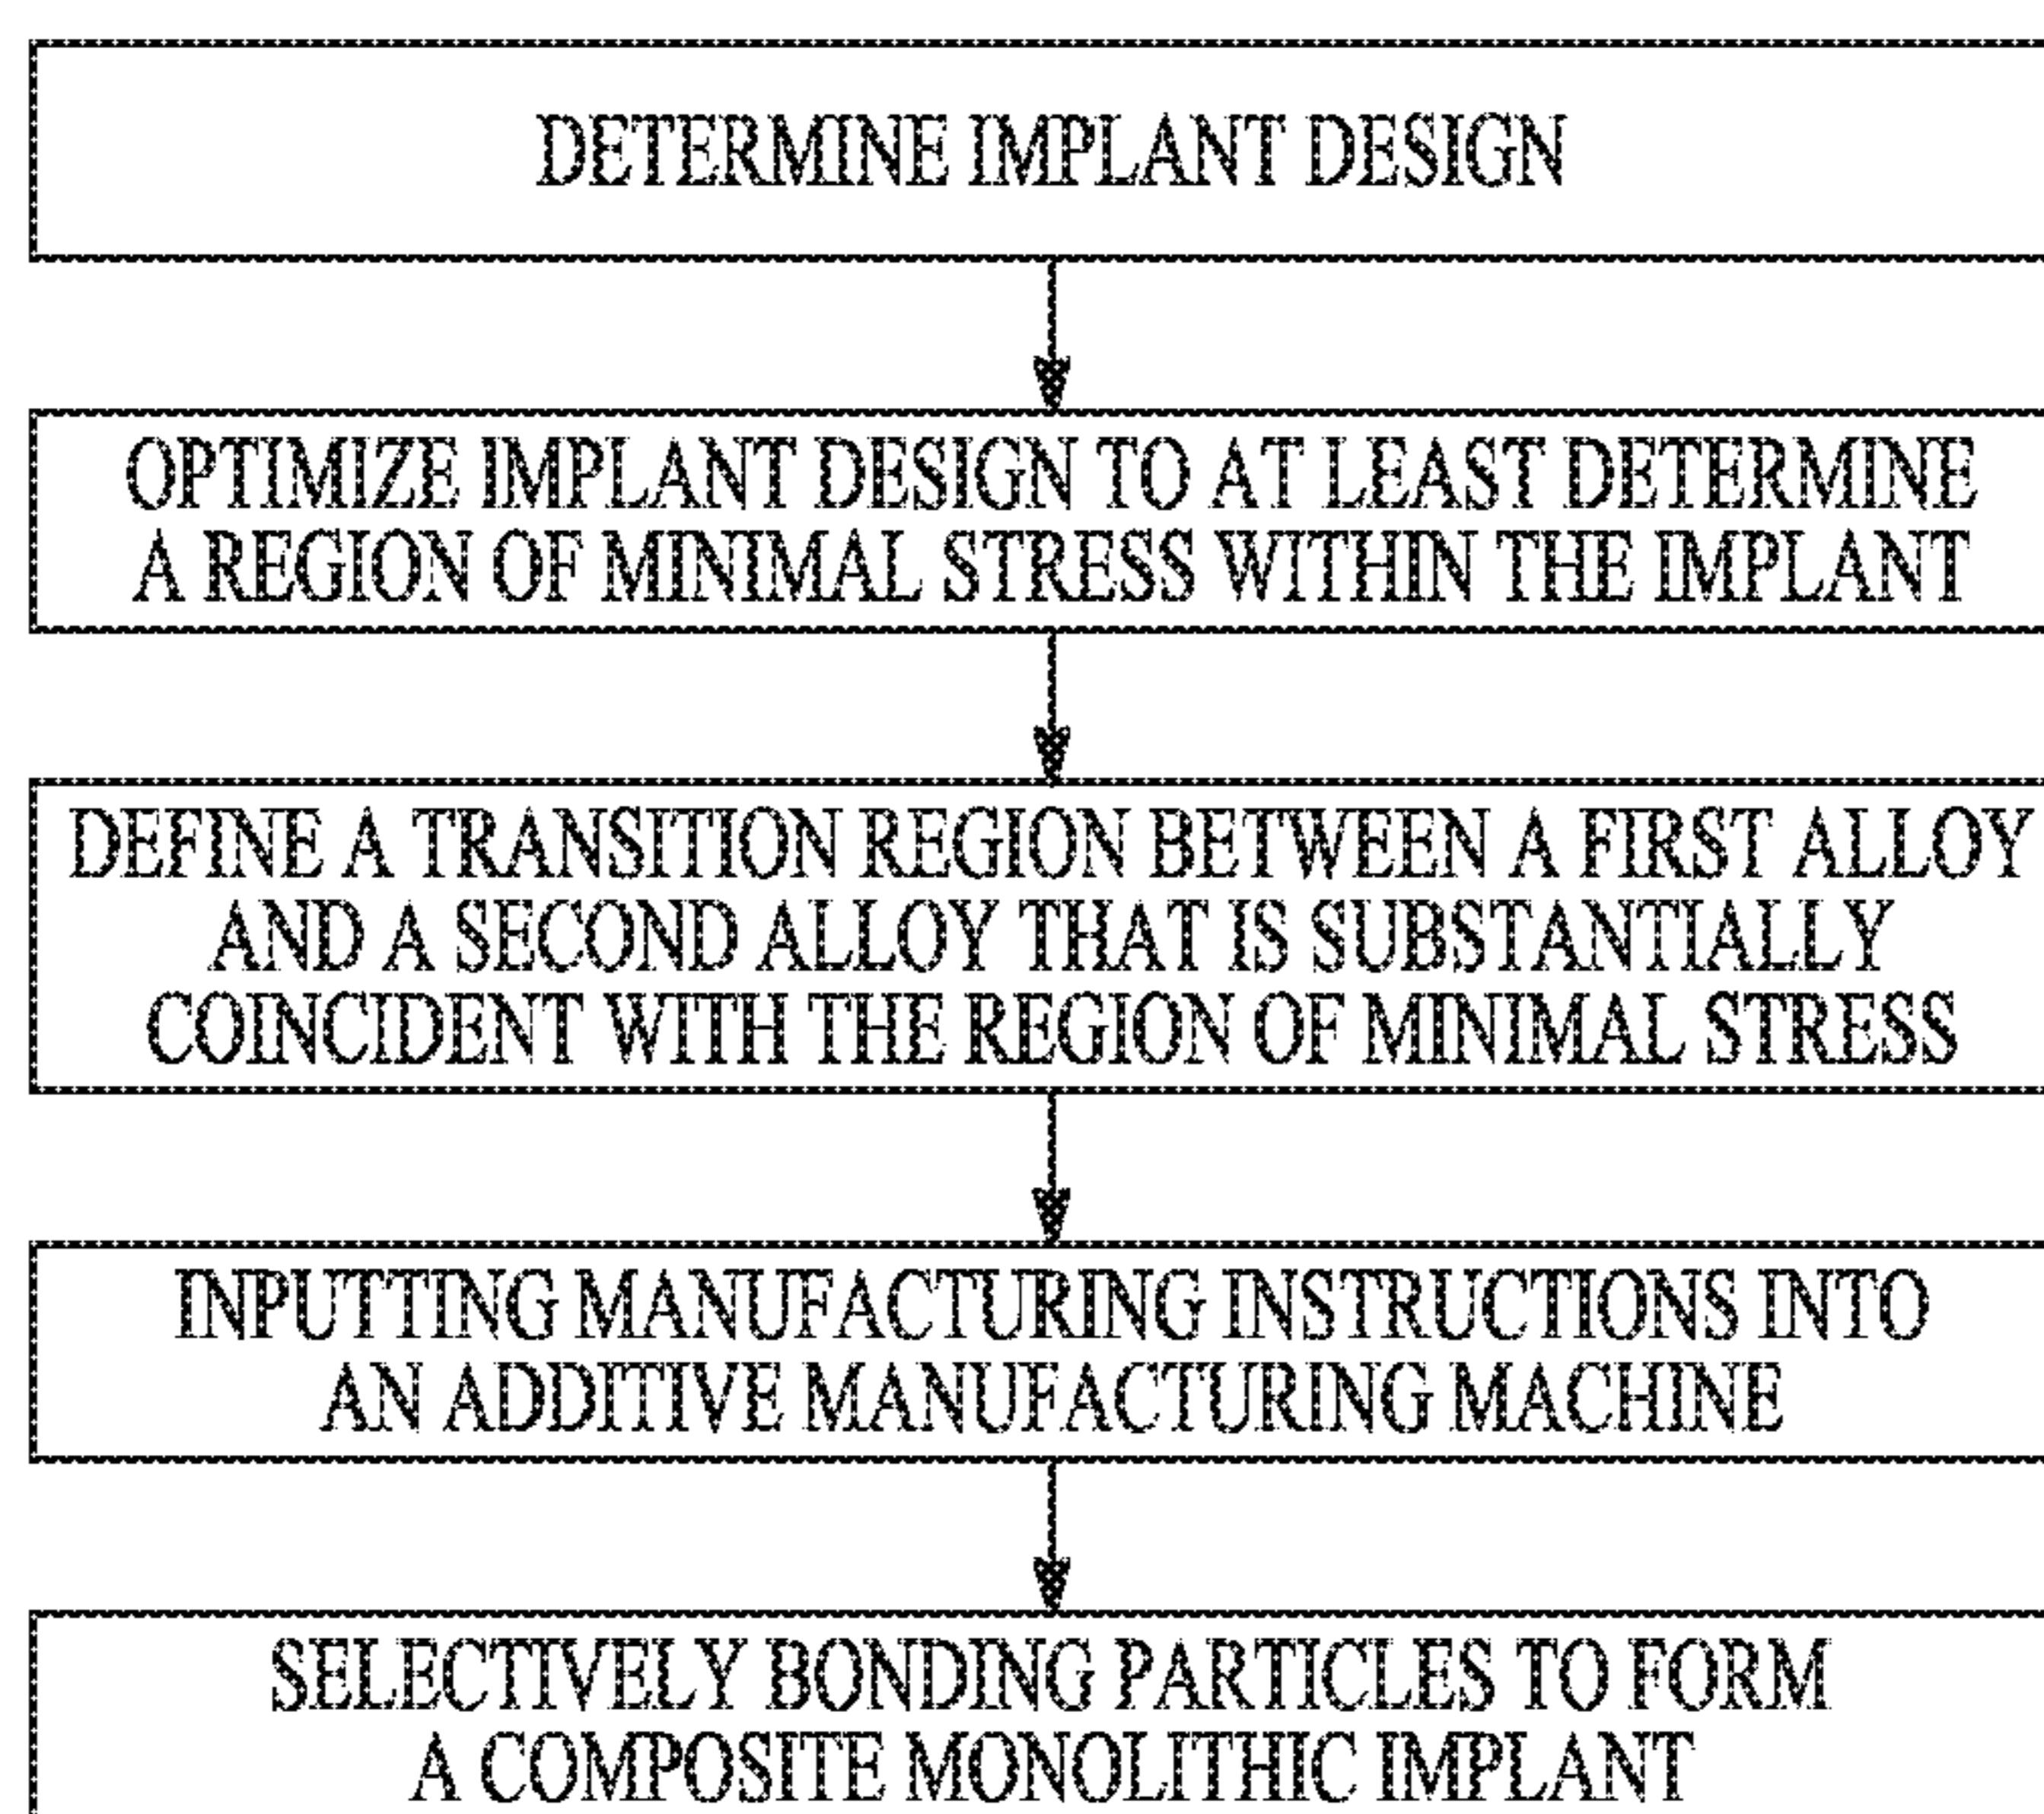 DETERMINE IMPLANT DESIGN
OPTIMIZE IMPLANT DESIGN TO AT LEAST DETERMINE
A REGION OF MINIMAL STRESS WITHIN THE IMPLANT
DEFINE A TRANSITION REGION BETWEEN A FIRST ALLOY
AND A SECOND ALLOY THAT IS SUBSTANTIALLY
COINCIDENT WITH THE REGION OF MINIMAL STRESS
INPUTTING MANUFACTURING INSTRUCTIONS INTO
AN ADDITIVE MANUFACTURING MACHINE
SELECTIVELY BONDING PARTICLES TO FORM
A COMPOSITE MONOLITHIC IMPLANT